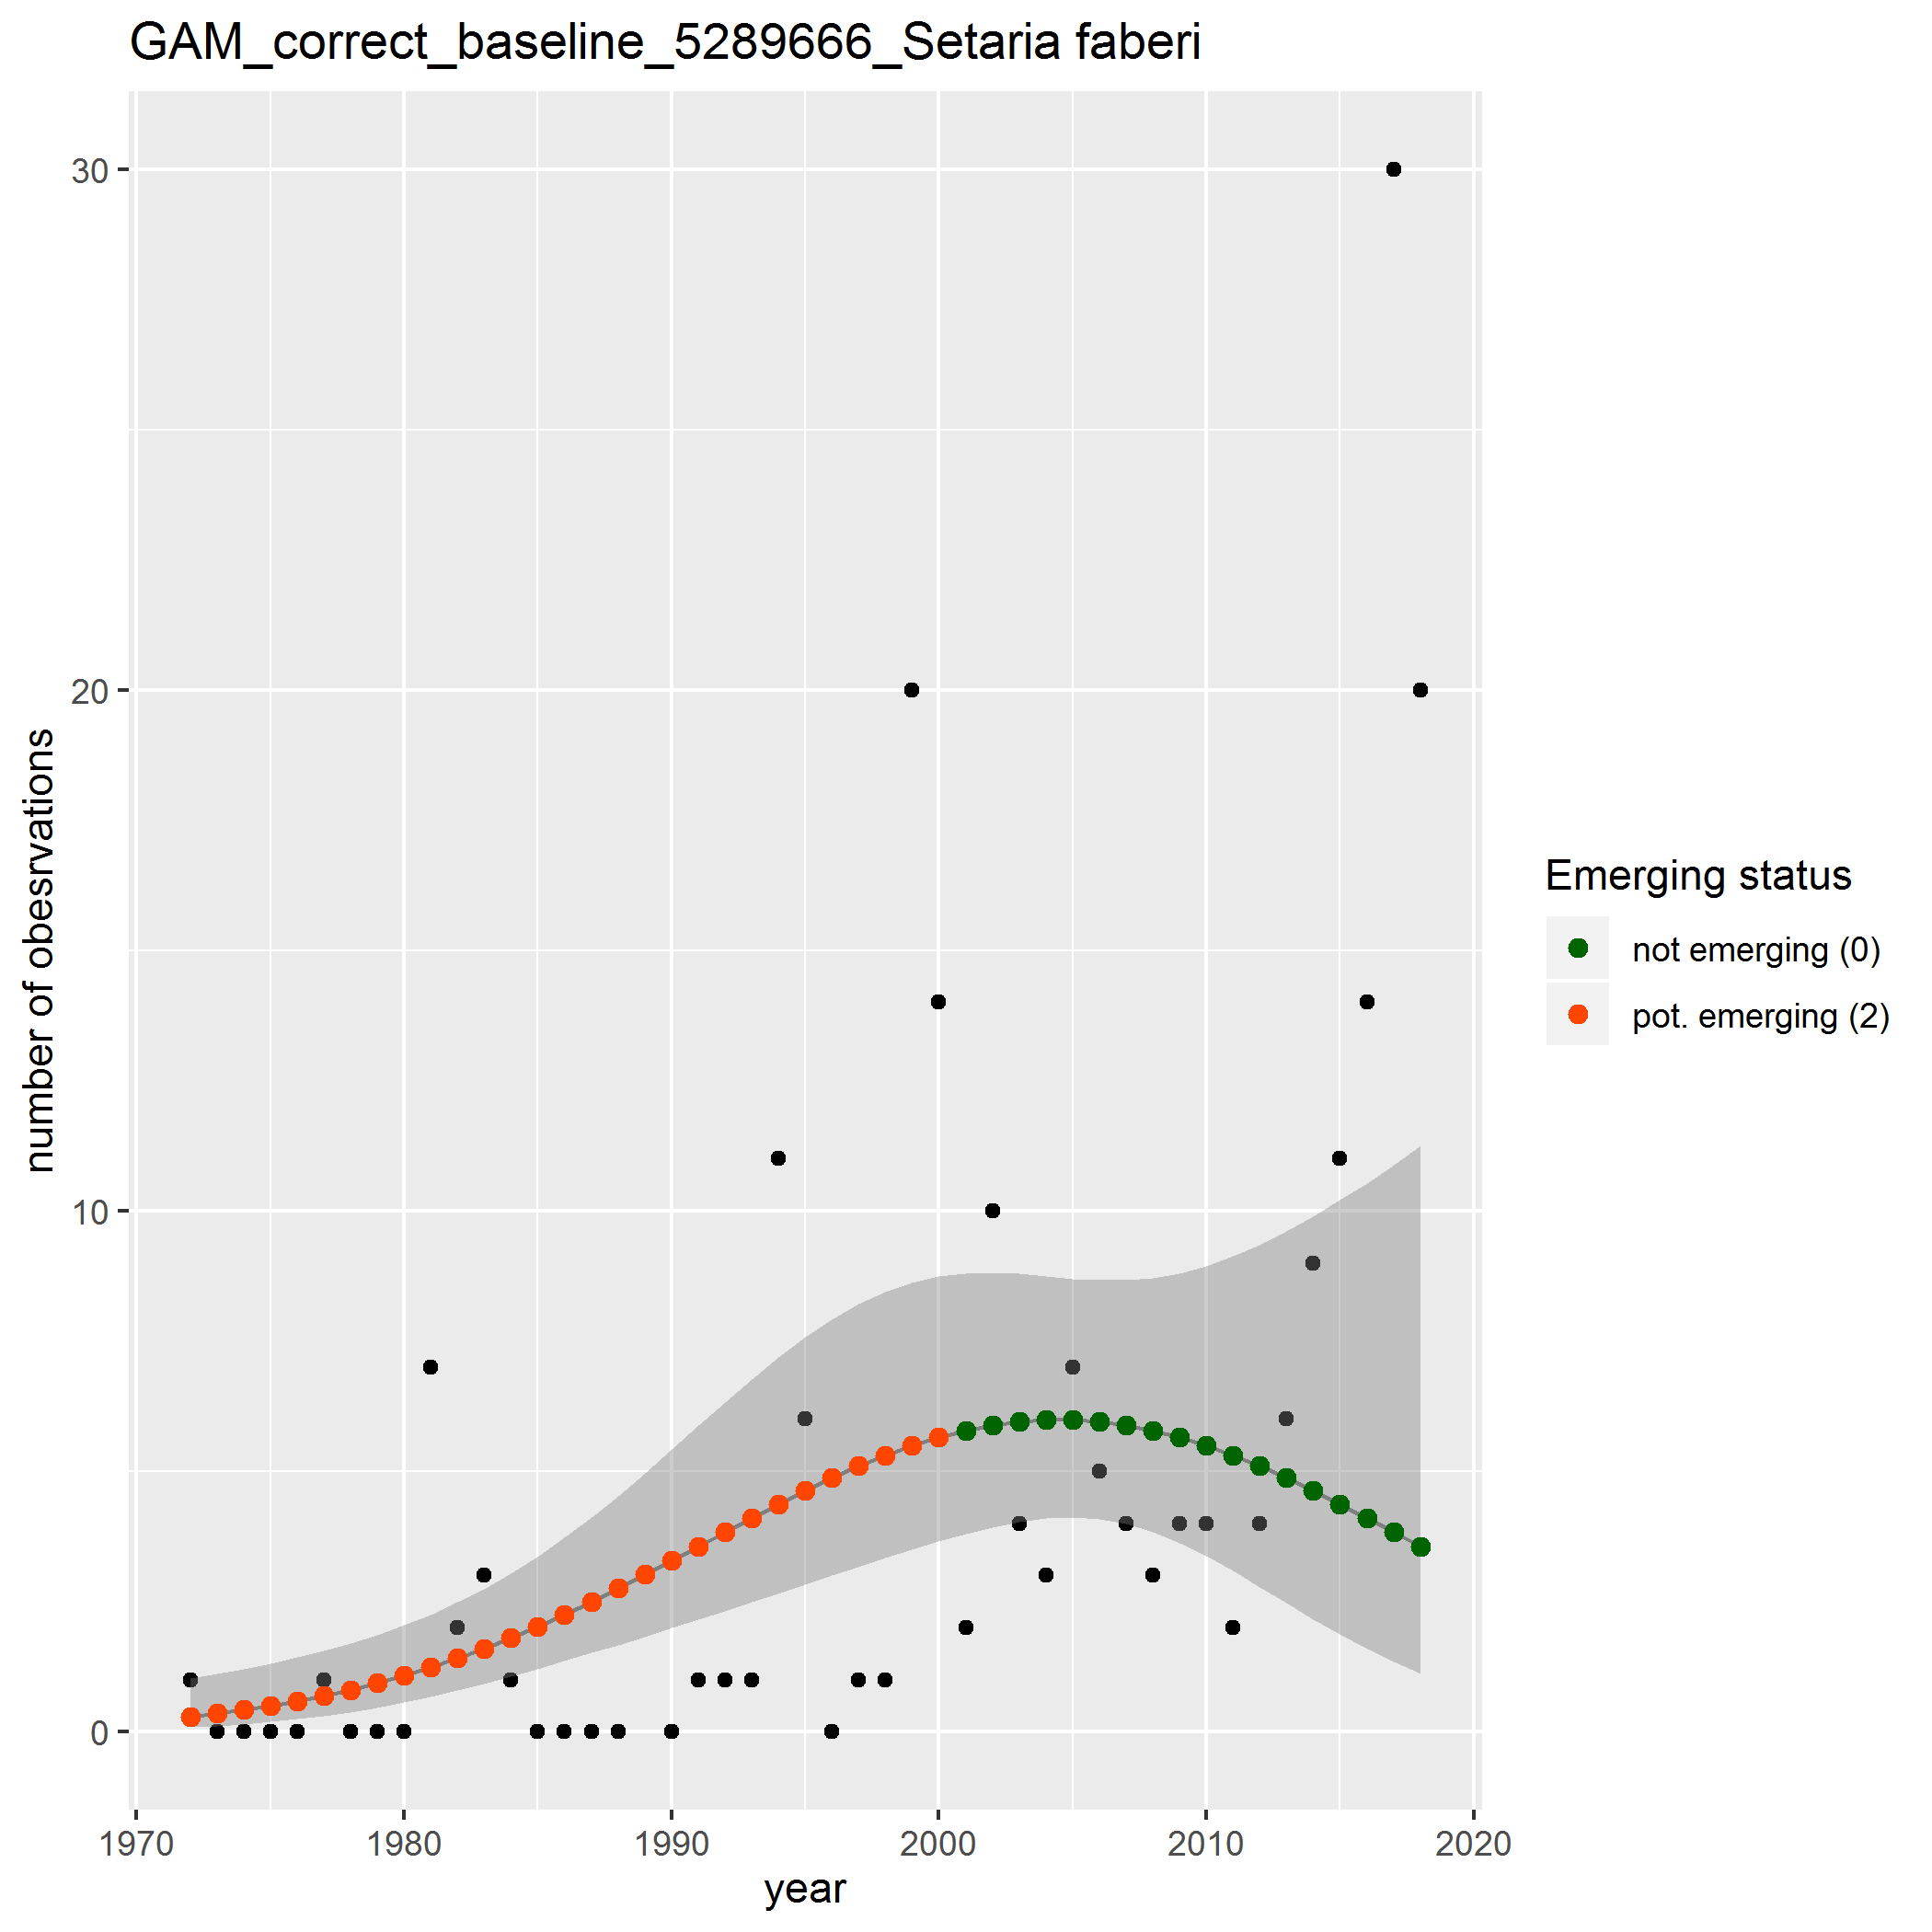 GAM_correct_baseline_5289666_Setaria faberi
30
20
10
0
number of obesrvations
1970
1980
1990
2000
2010
2020
year
Emerging status
not emerging (0)
pot. emerging (2)